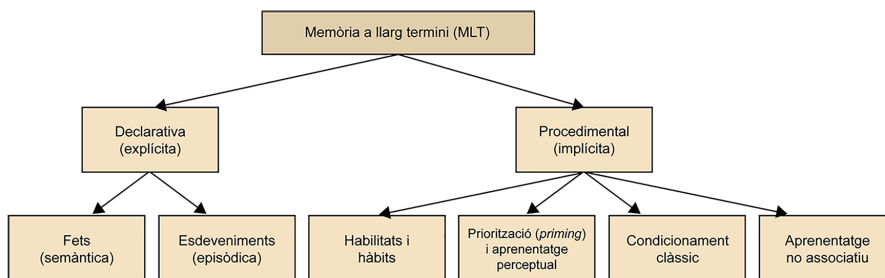 Memòria a llarg termini (MLT)
Declarativa
(explícita)
Procedimental
(implícita)
Fets
(semàntica)
Esdeveniments
(episòdica)
Habilitats i
hàbits
Priorització (priming)
i aprenentatge
perceptual
Condicionament
clàssic
Aprenentatge
no associatiu